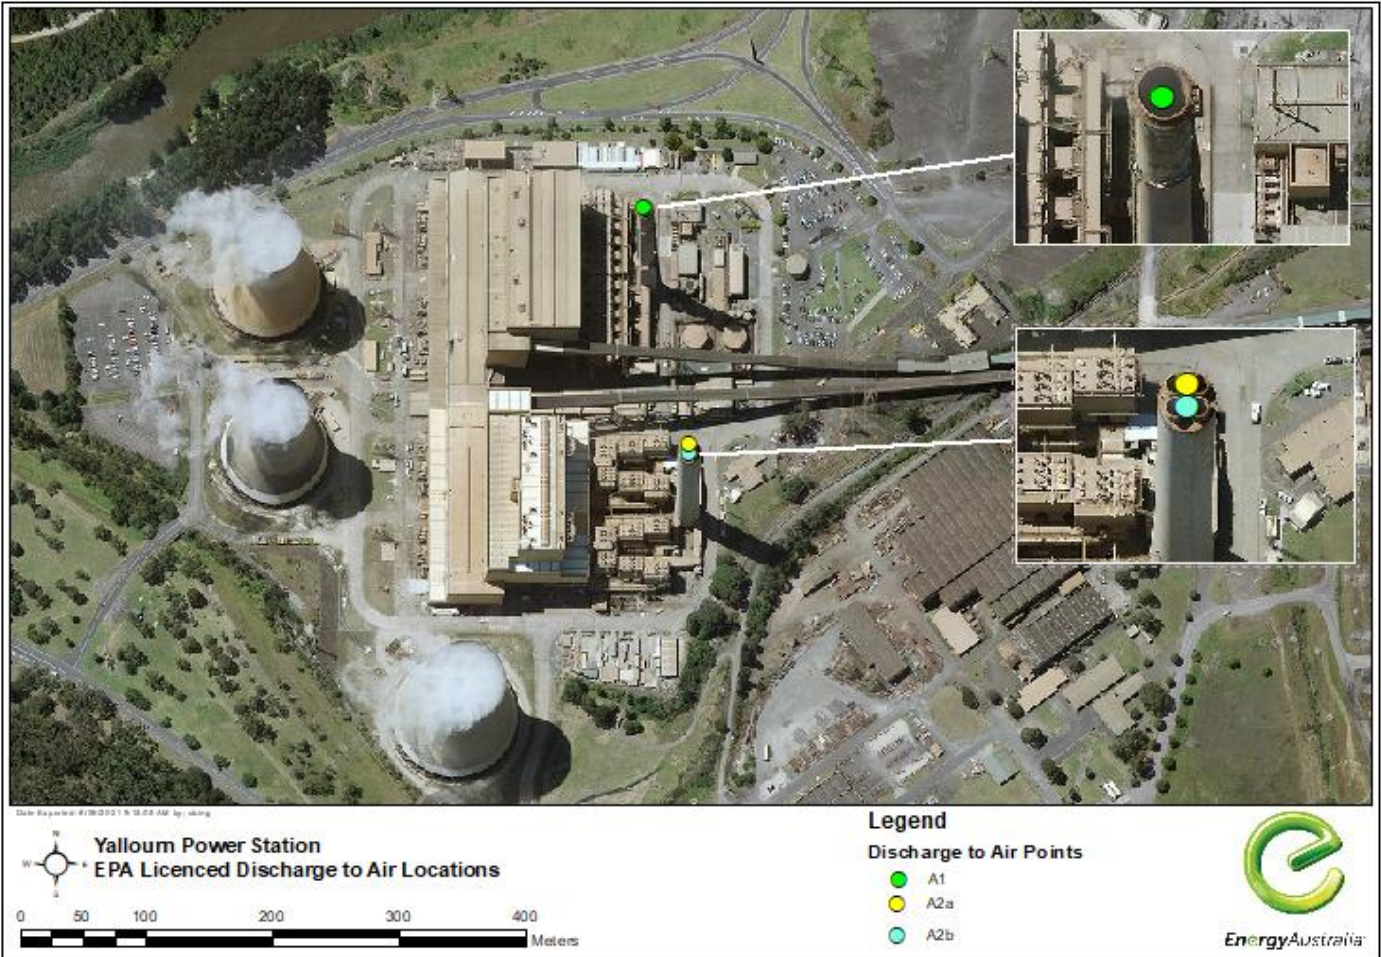 Yallourn Power Station
EPA Licenced Discharge to Air Locations
N
W
0 50 100 200 300 400
Meters
Legend
Discharge to Air Points
A1
A2a
A2b
EnergyAustralia